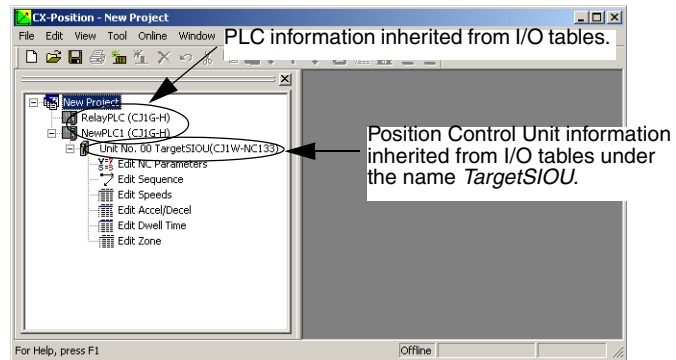 CX-Position - New Project
File Edit View Tool Online Window
PLC information inherited from I/O tables.
New Project
RelayPLC (CJ1G-H)
NewPLC1 (CJ1G-H)
Unit No. 00 TargetSIOU(CJ1W-NC133)
Edit NC Parameters
Edit Sequence
Edit Speeds
Edit Accel/Decel
Edit Dwell Time
Edit Zone
Position Control Unit information
inherited from I/O tables under
the name TargetSIOU.
For Help, press F1
Offline